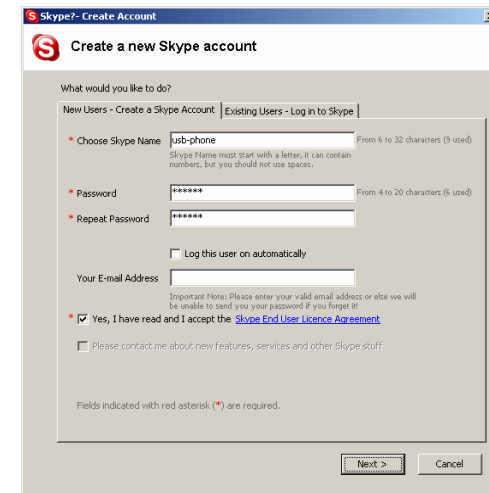 Skype?- Create Account
Create a new Skype account
What would you like to do?
New Users - Create a Skype Account Existing Users - Log in to Skype
* Choose Skype Name usb-phone From 6 to 32 characters (9 used)
Skype Name must start with a letter, it can contain
numbers, but you should not use spaces.
* Password ****** From 4 to 20 characters (6 used)
* Repeat Password ******
Log this user on automatically
Your E-mail Address
Important Note: Please enter your valid email address or else we will
be unable to send you your password if you forget it!
* Yes, I have read and I accept the Skype End User Licence Agreement
Please contact me about new features, services and other Skype stuff
Fields indicated with red asterisk (*) are required.
Next > Cancel